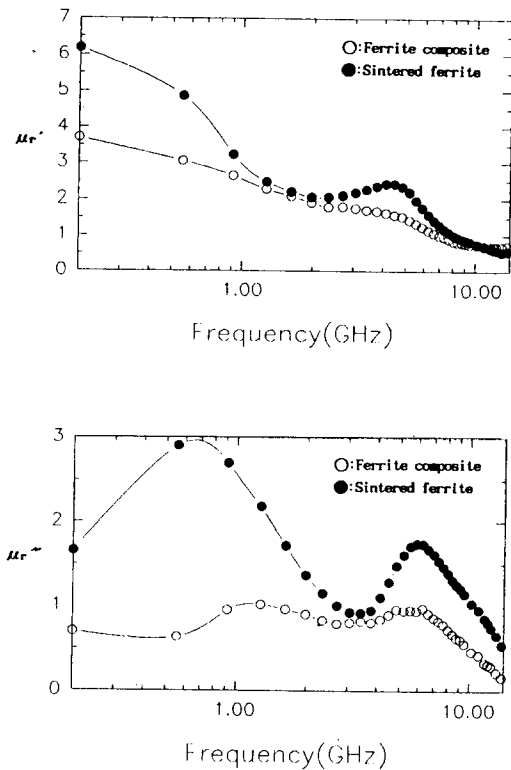 7
6
5
4
3
2
1
0
μr′
○:Ferrite composite
●:Sintered ferrite
1.00
10.00
Frequency(GHz)
3
2
1
0
μr″
○:Ferrite composite
●:Sintered ferrite
1.00
10.00
Frequency(GHz)